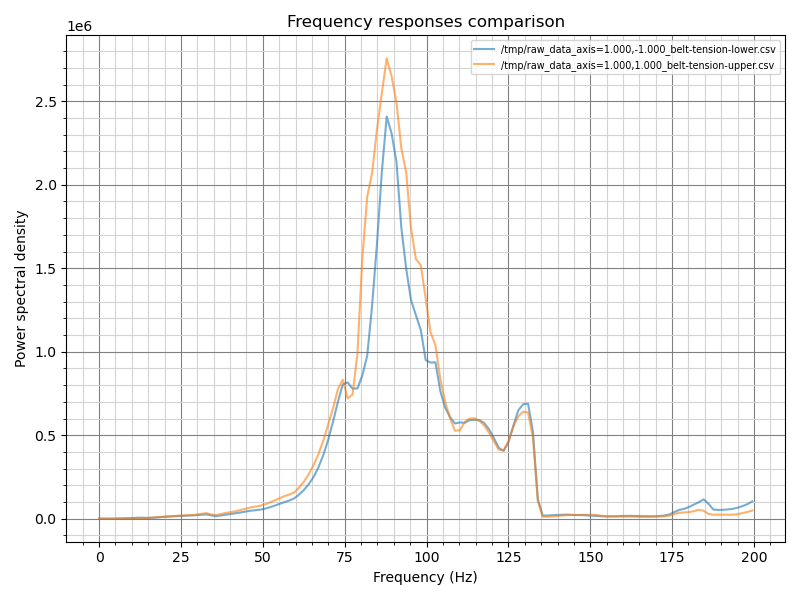 Frequency responses comparison
1e6
/tmp/raw_data_axis=1.000,-1.000_belt-tension-lower.csv
/tmp/raw_data_axis=1.000,1.000_belt-tension-upper.csv
2.5
2.0
1.5
1.0
0.5
0.0
Power spectral density
0 25 50 75 100 125 150 175 200
Frequency (Hz)